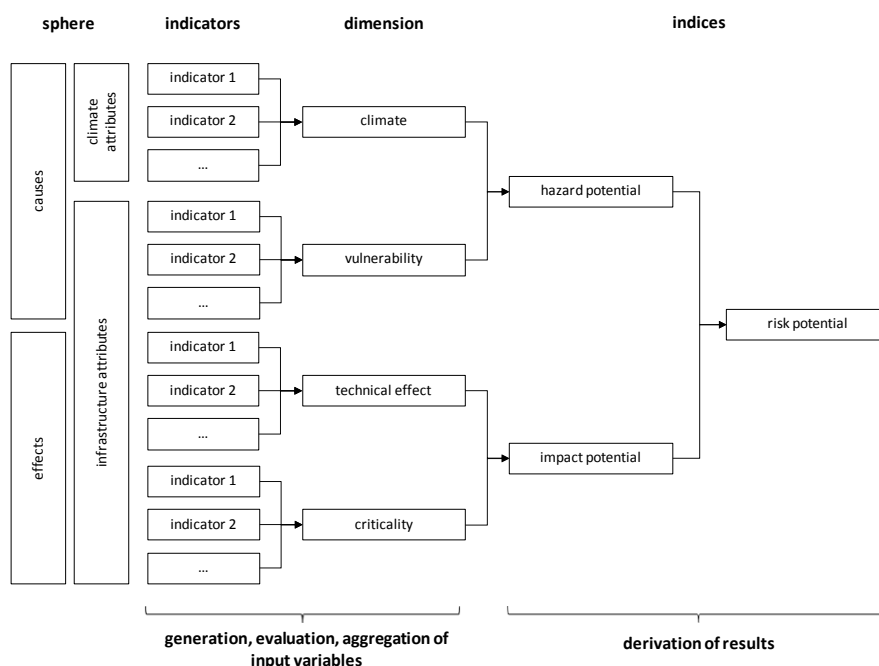 sphere
indicators
dimension
indices
causes
climate
attributes
effects
infrastructure attributes
indicator 1
indicator 2
...
climate
indicator 1
indicator 2
...
vulnerability
hazard potential
indicator 1
indicator 2
...
technical effect
indicator 1
indicator 2
...
criticality
impact potential
risk potential
generation, evaluation, aggregation of
input variables
derivation of results